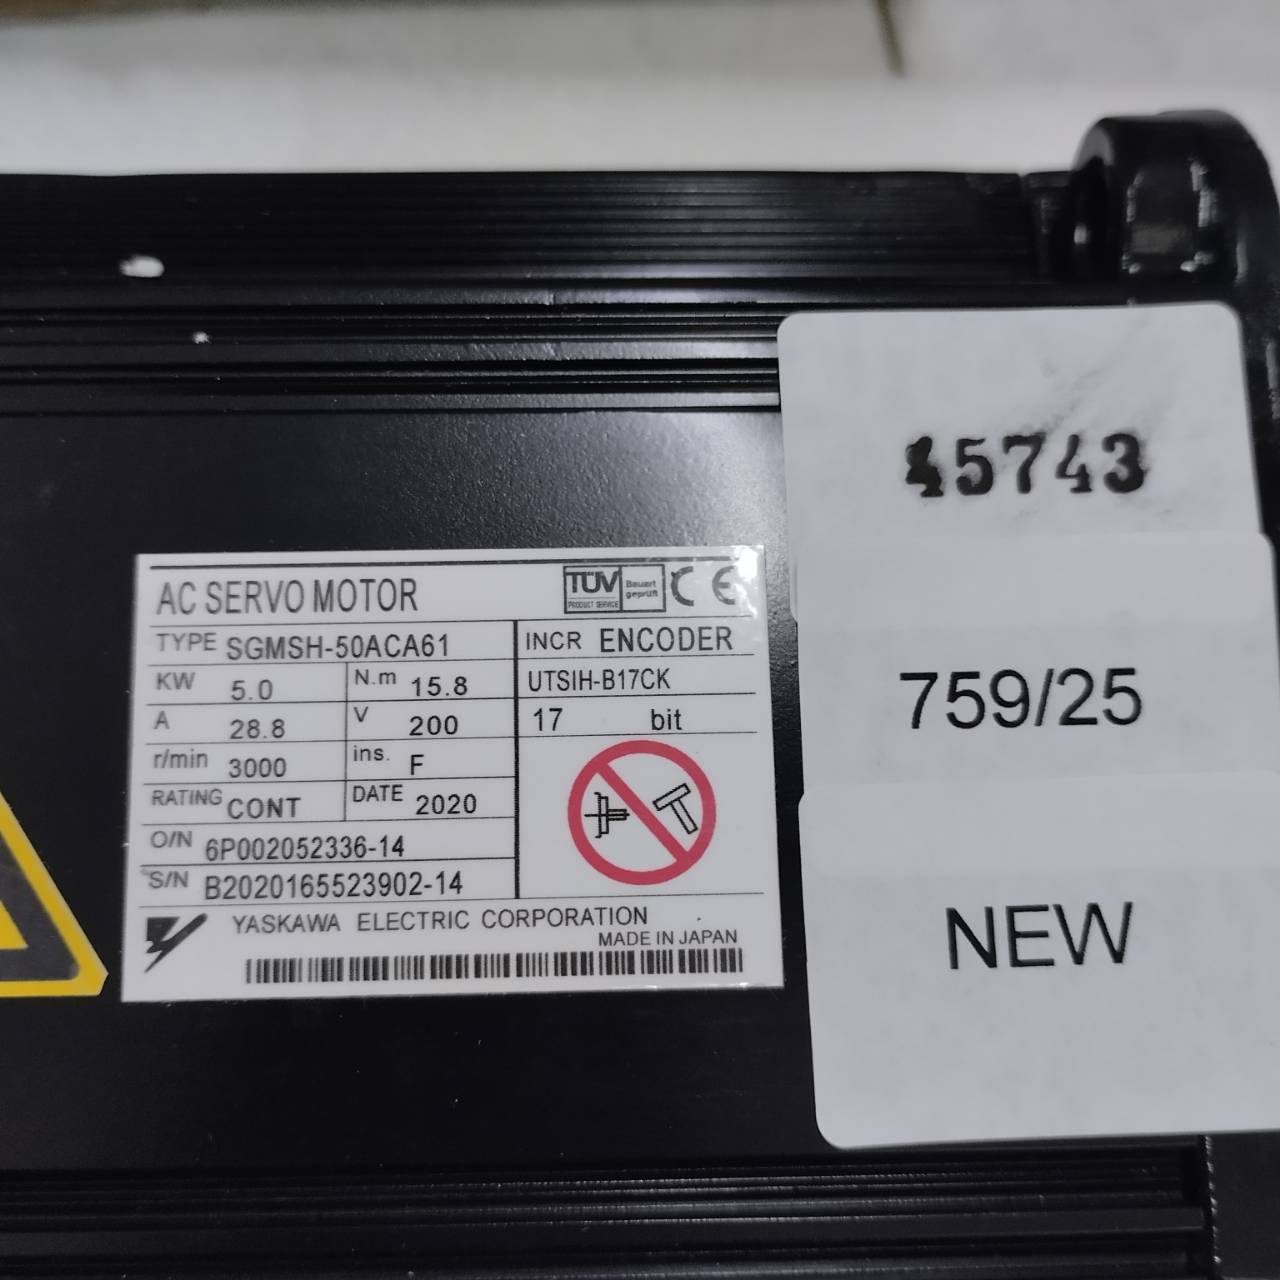 45743
759/25
NEW
AC SERVO MOTOR
TÜV
PRODUCT SERVICE
Bauart
geprüft
CE
TYPE SGMSH-50ACA61
INCR ENCODER
KW 5.0 N.m 15.8
UTSIH-B17CK
A 28.8 V 200
17 bit
r/min 3000 ins. F
RATING CONT DATE 2020
O/N 6P002052336-14
S/N B2020165523902-14
YASKAWA ELECTRIC CORPORATION
MADE IN JAPAN